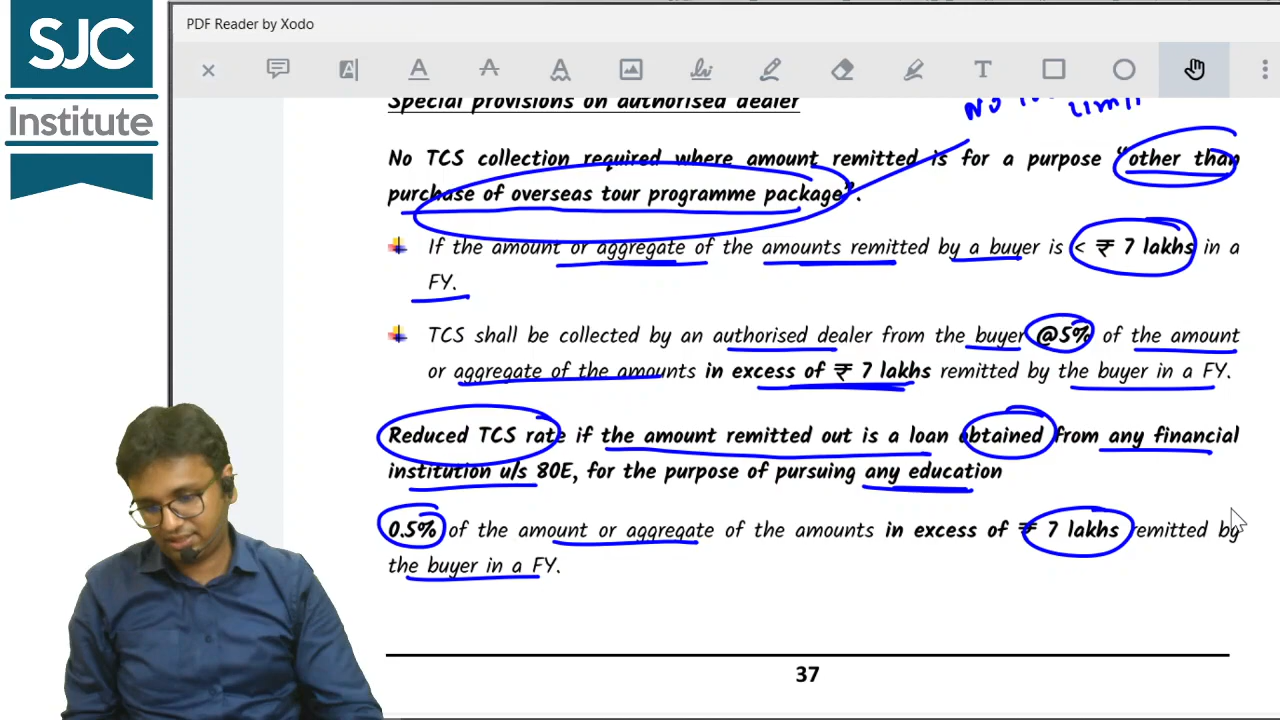 SJC
Institute
PDF Reader by Xodo
Special provisions on authorised dealer
No
Limit
No TCS collection required where amount remitted is for a purpose “other than
purchase of overseas tour programme package”.
If the amount or aggregate of the amounts remitted by a buyer is < ₹ 7 lakhs in a
FY.
TCS shall be collected by an authorised dealer from the buyer @5% of the amount
or aggregate of the amounts in excess of ₹ 7 lakhs remitted by the buyer in a FY.
Reduced TCS rate if the amount remitted out is a loan obtained from any financial
institution u/s 80E, for the purpose of pursuing any education
0.5% of the amount or aggregate of the amounts in excess of ₹ 7 lakhs remitted by
the buyer in a FY.
37